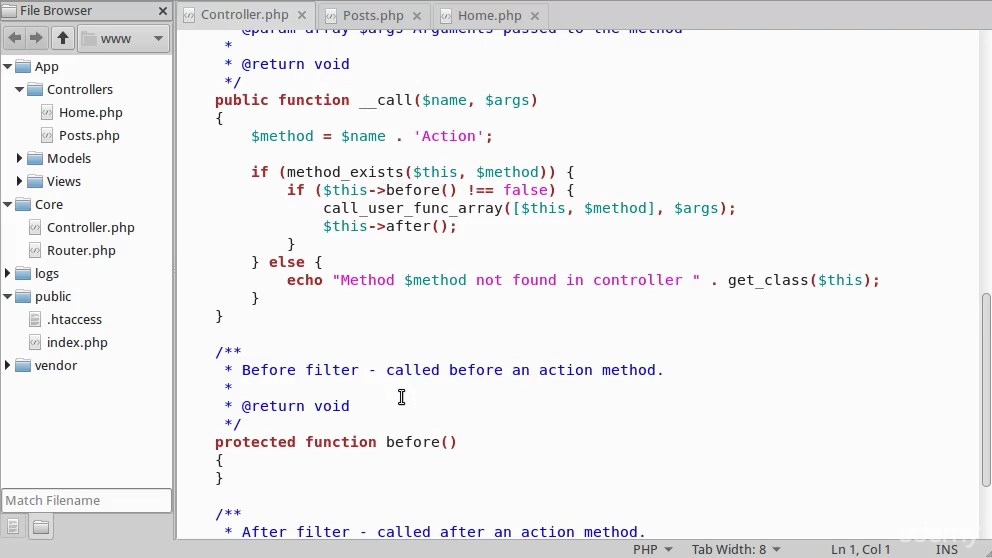 File Browser
Controller.php
Posts.php
Home.php
www
App
Controllers
Home.php
Posts.php
Models
Views
Core
Controller.php
Router.php
logs
public
.htaccess
index.php
vendor
Match Filename
* @param array $args Arguments passed to the method
*
* @return void
*/
public function __call($name, $args)
{
$method = $name . 'Action';
if (method_exists($this, $method)) {
if ($this->before() !== false) {
call_user_func_array([$this, $method], $args);
$this->after();
}
} else {
echo "Method $method not found in controller " . get_class($this);
}
}
/**
* Before filter - called before an action method.
*
* @return void
*/
protected function before()
{
}
/**
* After filter - called after an action method.
PHP
Tab Width: 8
Ln 1, Col 1
INS
udemy